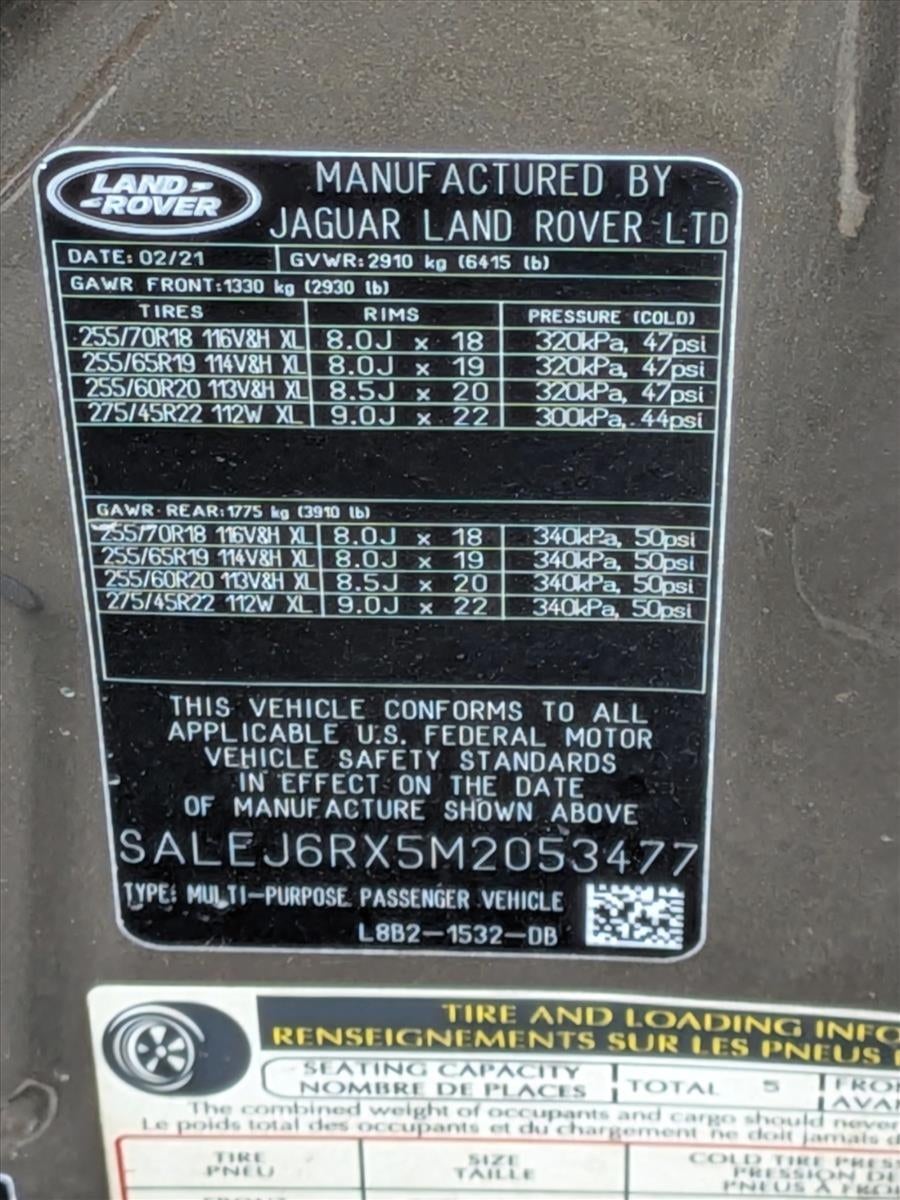 LAND-
-ROVER
MANUFACTURED BY
JAGUAR LAND ROVER LTD
DATE: 02/21 GVWR: 2910 kg (6415 lb)
GAWR FRONT: 1330 kg (2930 lb)
TIRES RIMS PRESSURE (COLD)
255/70R18 116V&H XL 8.0J x 18 320kPa, 47psi
255/65R19 114V&H XL 8.0J x 19 320kPa, 47psi
255/60R20 113V&H XL 8.5J x 20 320kPa, 47psi
275/45R22 112W XL 9.0J x 22 300kPa, 44psi
GAWR REAR: 1775 kg (3910 lb)
255/70R18 116V&H XL 8.0J x 18 340kPa, 50psi
255/65R19 114V&H XL 8.0J x 19 340kPa, 50psi
255/60R20 113V&H XL 8.5J x 20 340kPa, 50psi
275/45R22 112W XL 9.0J x 22 340kPa, 50psi
THIS VEHICLE CONFORMS TO ALL
APPLICABLE U.S. FEDERAL MOTOR
VEHICLE SAFETY STANDARDS
IN EFFECT ON THE DATE
OF MANUFACTURE SHOWN ABOVE
SALEJ6RX5M2053477
TYPE: MULTI-PURPOSE PASSENGER VEHICLE
L8B2-1532-DB
TIRE AND LOADING INFO
RENSEIGNEMENTS SUR LES PNEUS
SEATING CAPACITY
NOMBRE DE PLACES
TOTAL 5
FRO
AVA
The combined weight of occupants and cargo should never
Le poids total des occupants et du chargement ne doit jamais d
TIRE
PNEU
SIZE
TAILLE
COLD TIRE PRES
PRESSION DE
PNEUS À FRO